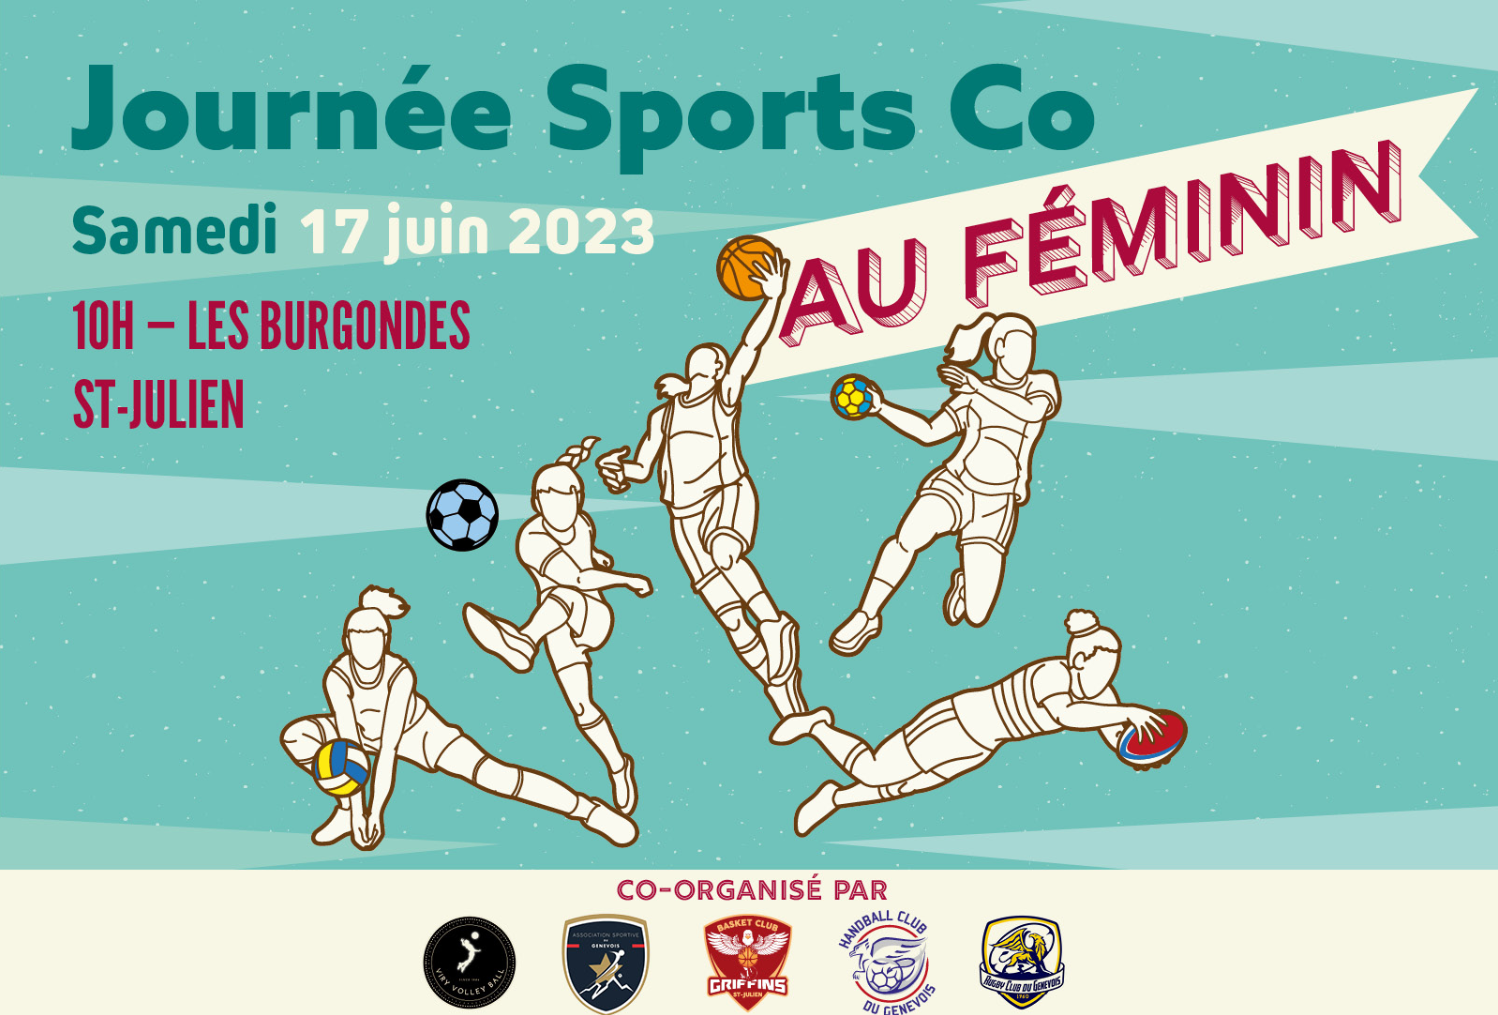 Journée Sports Co
AU FÉMININ
Samedi 17 juin 2023
10H – LES BURGONDES
ST-JULIEN
CO-ORGANISÉ PAR
VIRY VOLLEY BALL
ASSOCIATION SPORTIVE
GENEVOIS
BASKET CLUB
GRIFFINS
ST-JULIEN
HANDBALL CLUB
DU GENEVOIS
RUGBY CLUB DU GENEVOIS
1960